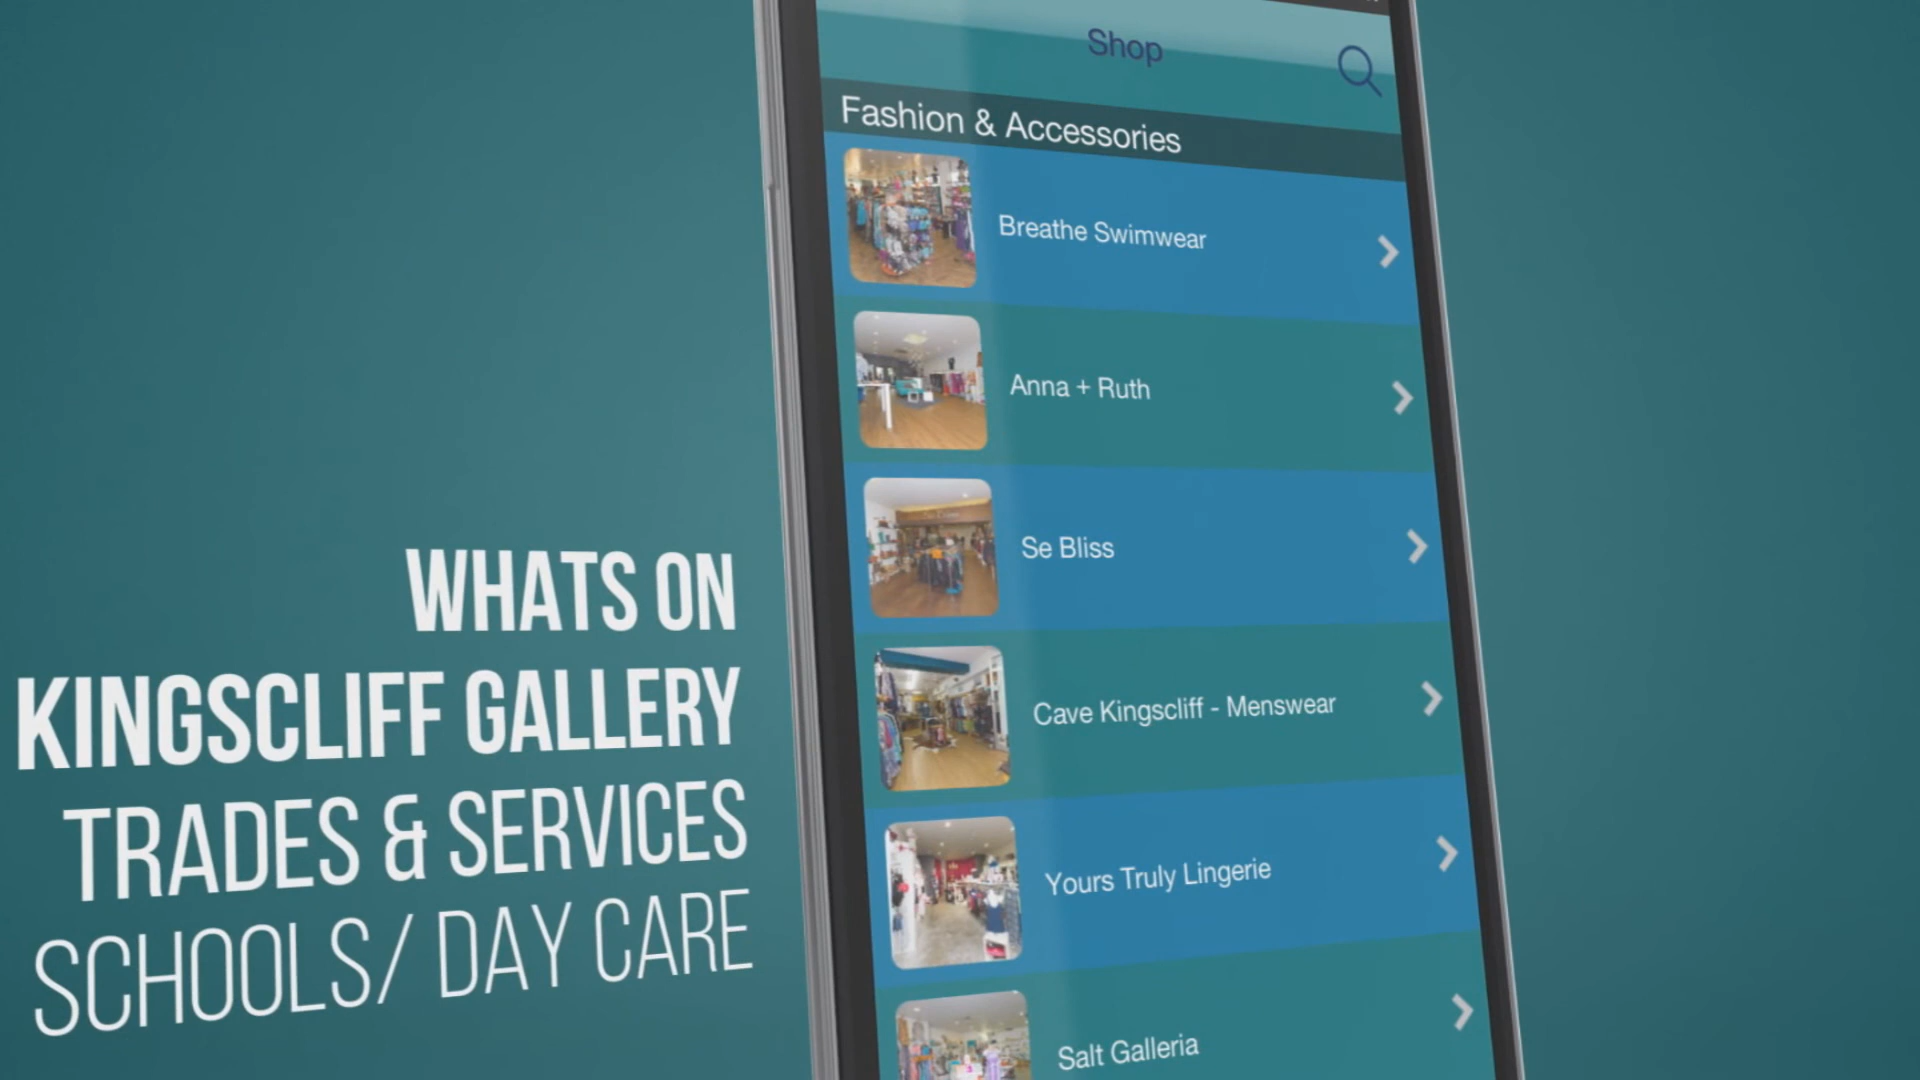 WHATS ON
KINGSCLIFF GALLERY
TRADES & SERVICES
SCHOOLS/ DAY CARE
Shop
Fashion & Accessories
Breathe Swimwear
Anna + Ruth
Se Bliss
Cave Kingscliff - Menswear
Yours Truly Lingerie
Salt Galleria